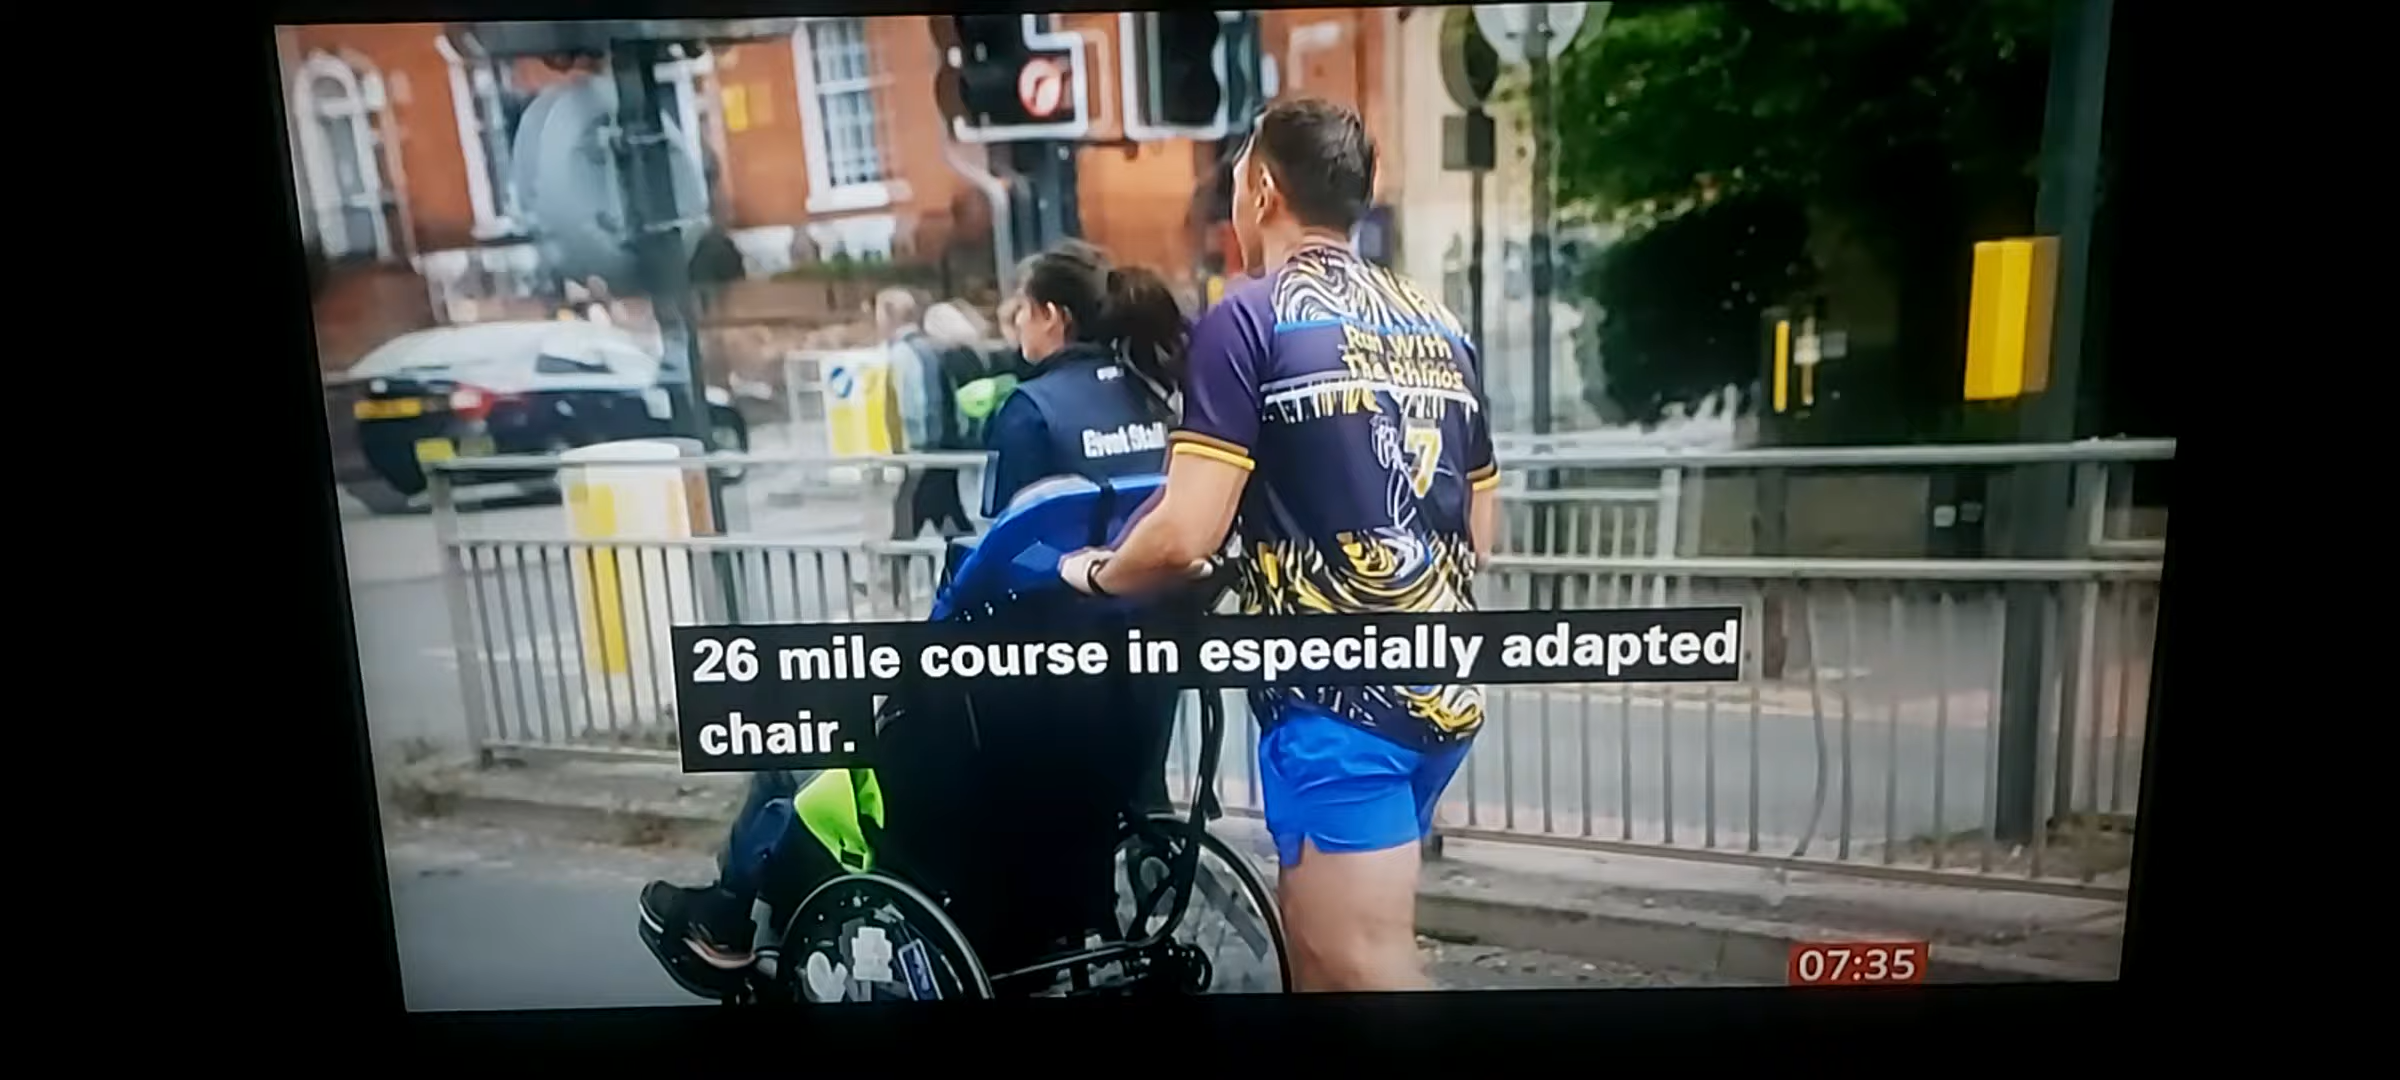 Run With
The Rhinos
7
Event Staff
26 mile course in especially adapted
chair.
07:35